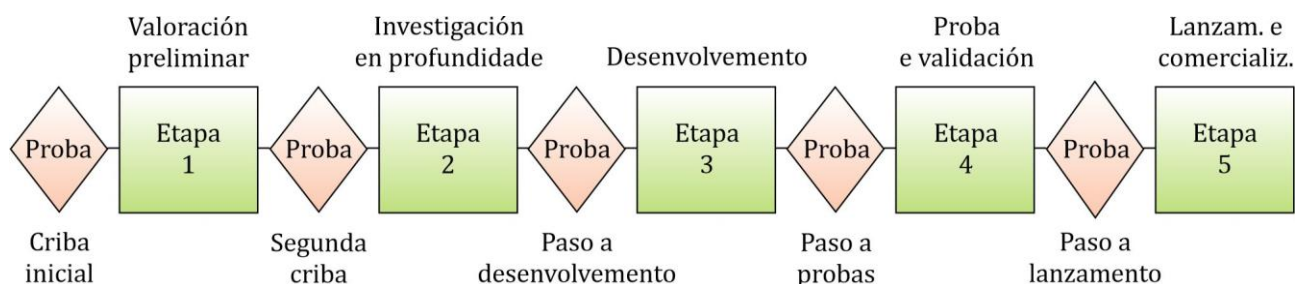 Valoración
preliminar
Investigación
en profundidade
Desenvolvemento
Proba
e validación
Lanzam. e
comercializ.
Proba
Etapa
1
Proba
Etapa
2
Proba
Etapa
3
Proba
Etapa
4
Proba
Etapa
5
Criba
inicial
Segunda
criba
Paso a
desenvolvemento
Paso a
probas
Paso a
lanzamento